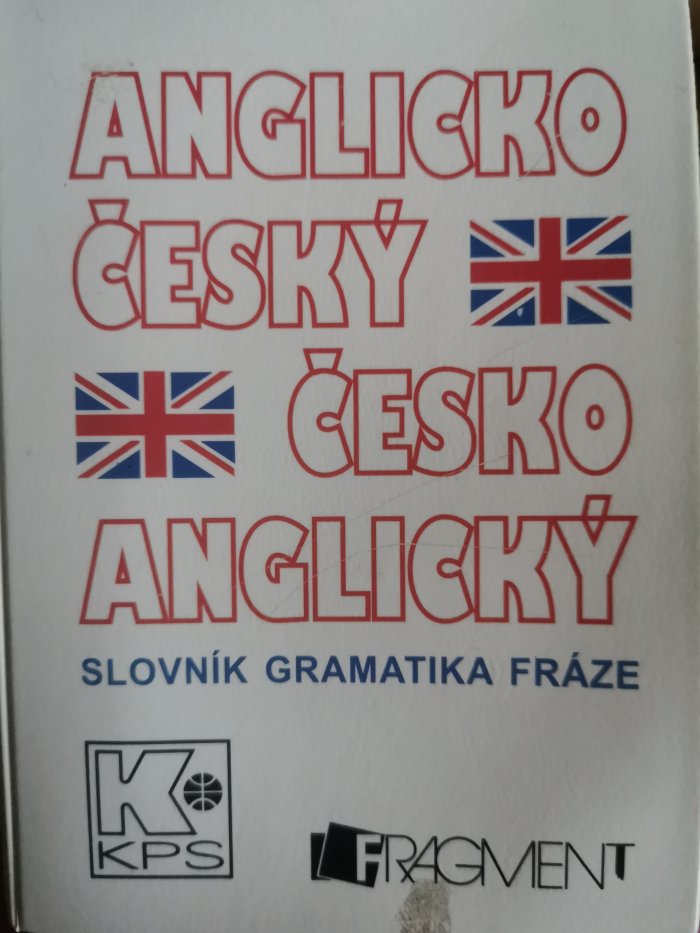 ANGLICKO
ČESKÝ
ČESKO
ANGLICKÝ
SLOVNÍK GRAMATIKA FRÁZE
K
KPS
FRAGMENT